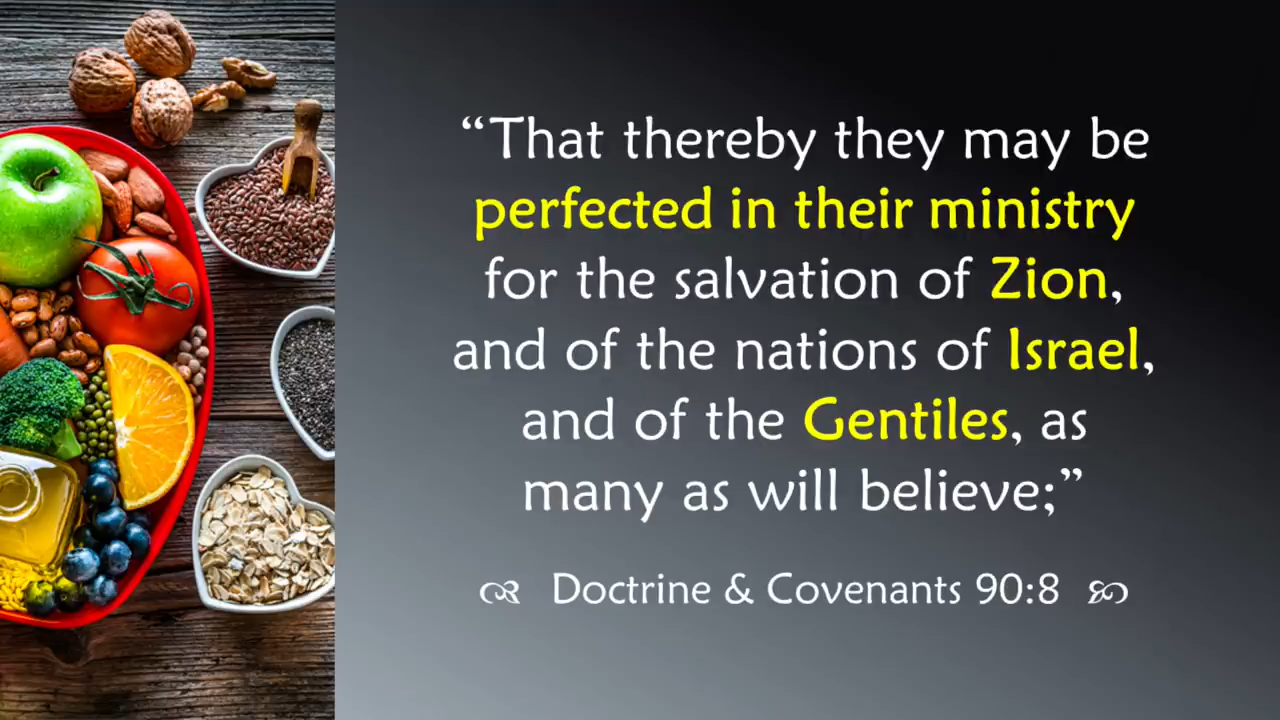 “That thereby they may be
perfected in their ministry
for the salvation of Zion,
and of the nations of Israel,
and of the Gentiles, as
many as will believe;”
Doctrine & Covenants 90:8